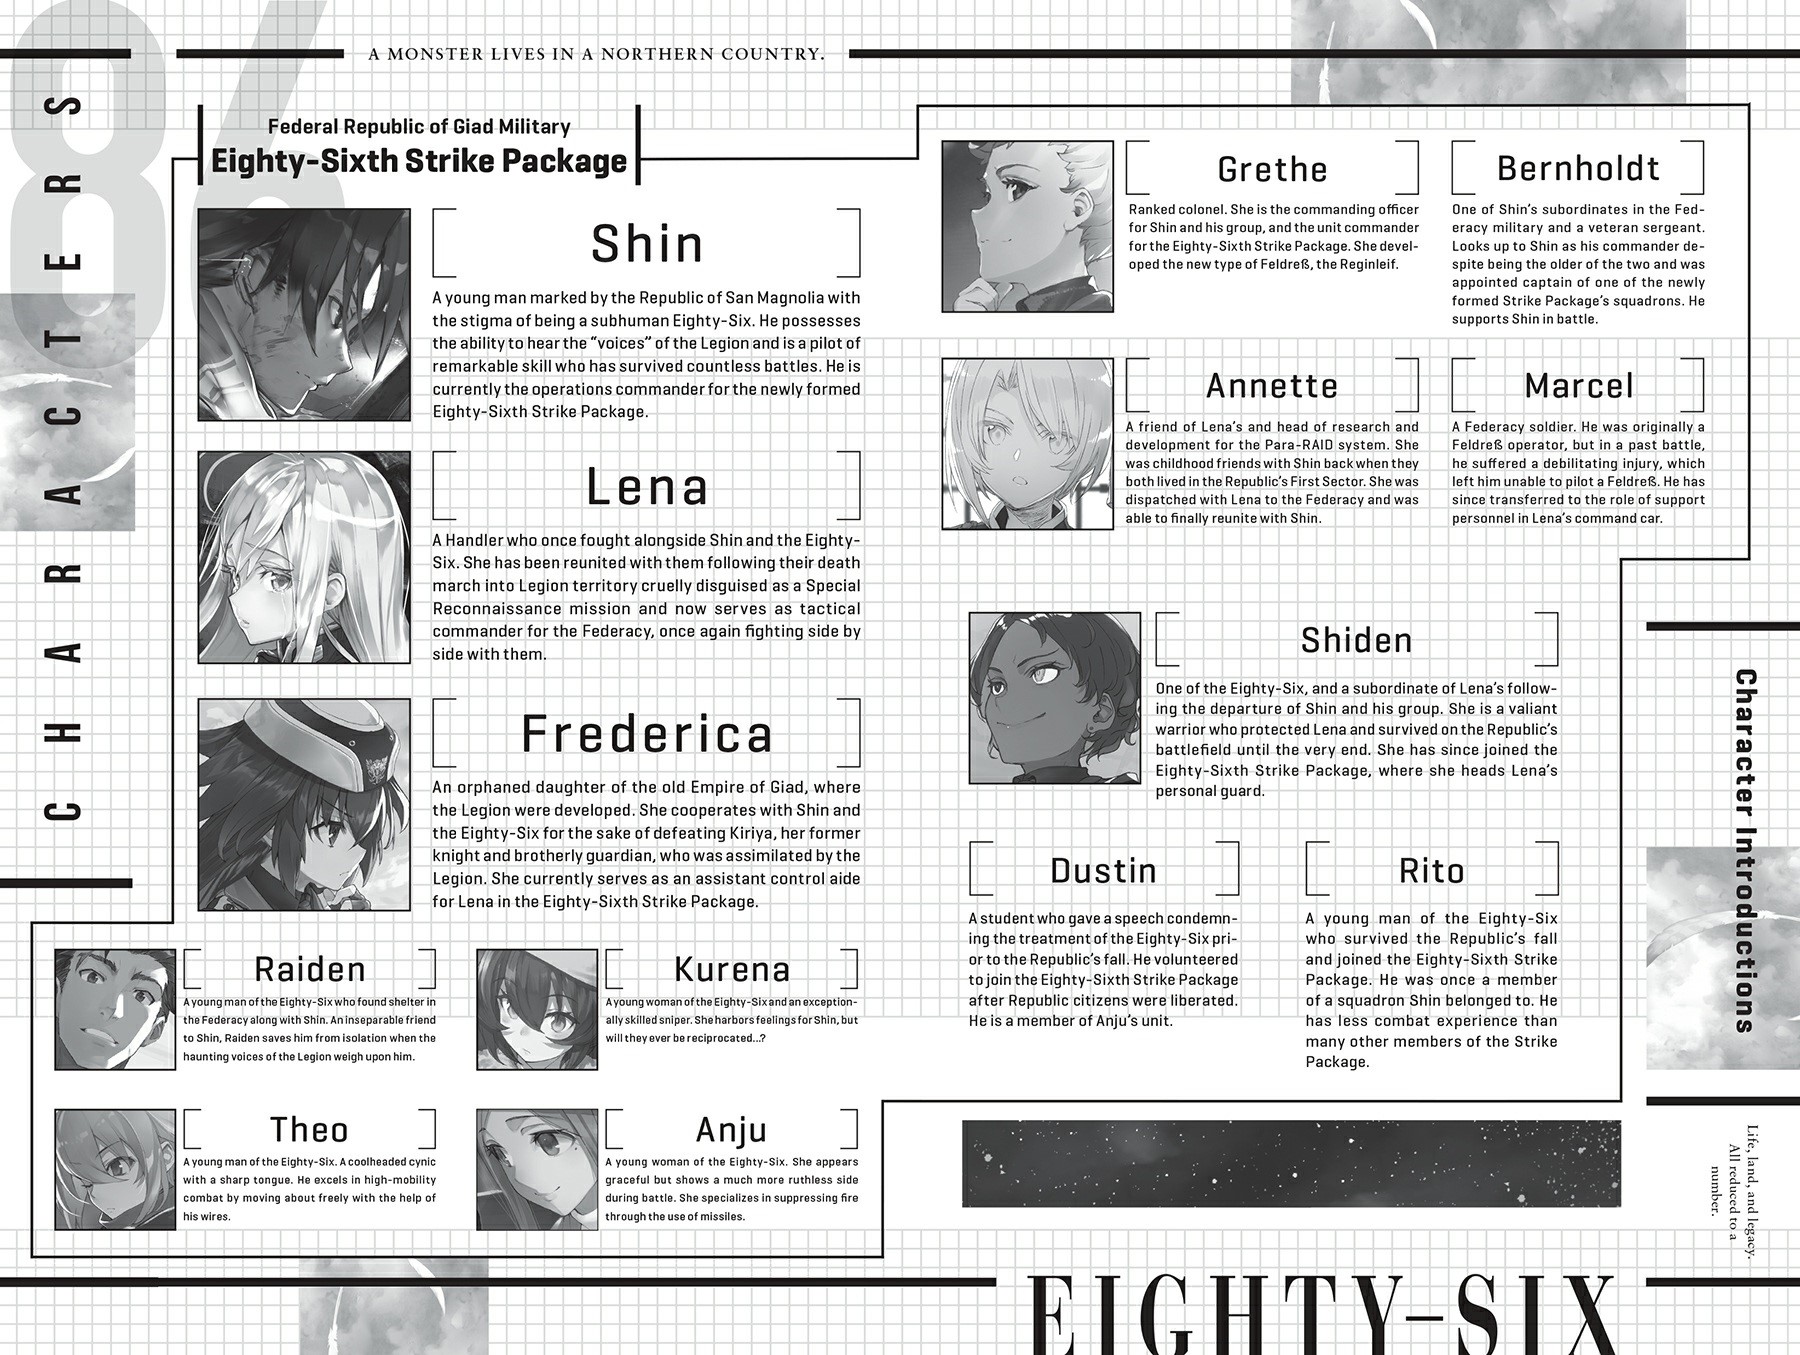 A MONSTER LIVES IN A NORTHERN COUNTRY.
86
CHARACTERS
Federal Republic of Giad Military
Eighty-Sixth Strike Package
Shin
A young man marked by the Republic of San Magnolia with
the stigma of being a subhuman Eighty-Six. He possesses
the ability to hear the “voices” of the Legion and is a pilot of
remarkable skill who has survived countless battles. He is
currently the operations commander for the newly formed
Eighty-Sixth Strike Package.
Lena
A Handler who once fought alongside Shin and the Eighty-
Six. She has been reunited with them following their death
march into Legion territory cruelly disguised as a Special
Reconnaissance mission and now serves as tactical
commander for the Federacy, once again fighting side by
side with them.
Frederica
An orphaned daughter of the old Empire of Giad, where
the Legion were developed. She cooperates with Shin and
the Eighty-Six for the sake of defeating Kiriya, her former
knight and brotherly guardian, who was assimilated by the
Legion. She currently serves as an assistant control aide
for Lena in the Eighty-Sixth Strike Package.
Raiden
A young man of the Eighty-Six who found shelter in
the Federacy along with Shin. An inseparable friend
to Shin, Raiden saves him from isolation when the
haunting voices of the Legion weigh upon him.
Kurena
A young woman of the Eighty-Six and an exception-
ally skilled sniper. She harbors feelings for Shin, but
will they ever be reciprocated...?
Theo
A young man of the Eighty-Six. A coolheaded cynic
with a sharp tongue. He excels in high-mobility
combat by moving about freely with the help of
his wires.
Anju
A young woman of the Eighty-Six. She appears
graceful but shows a much more ruthless side
during battle. She specializes in suppressing fire
through the use of missiles.
Grethe
Ranked colonel. She is the commanding officer
for Shin and his group, and the unit commander
for the Eighty-Sixth Strike Package. She devel-
oped the new type of Feldreß, the Reginleif.
Bernholdt
One of Shin’s subordinates in the Fed-
eracy military and a veteran sergeant.
Looks up to Shin as his commander de-
spite being the older of the two and was
appointed captain of one of the newly
formed Strike Package’s squadrons. He
supports Shin in battle.
Annette
A friend of Lena’s and head of research and
development for the Para-RAID system. She
was childhood friends with Shin back when they
both lived in the Republic’s First Sector. She was
dispatched with Lena to the Federacy and was
able to finally reunite with Shin.
Marcel
A Federacy soldier. He was originally a
Feldreß operator, but in a past battle,
he suffered a debilitating injury, which
left him unable to pilot a Feldreß. He has
since transferred to the role of support
personnel in Lena’s command car.
Shiden
One of the Eighty-Six, and a subordinate of Lena’s follow-
ing the departure of Shin and his group. She is a valiant
warrior who protected Lena and survived on the Republic’s
battlefield until the very end. She has since joined the
Eighty-Sixth Strike Package, where she heads Lena’s
personal guard.
Dustin
A student who gave a speech condemn-
ing the treatment of the Eighty-Six pri-
or to the Republic’s fall. He volunteered
to join the Eighty-Sixth Strike Package
after Republic citizens were liberated.
He is a member of Anju’s unit.
Rito
A young man of the Eighty-Six
who survived the Republic’s fall
and joined the Eighty-Sixth Strike
Package. He was once a member
of a squadron Shin belonged to. He
has less combat experience than
many other members of the Strike
Package.
Character Introductions
Life, land, and legacy.
All reduced to a
number.
EIGHTY-SIX